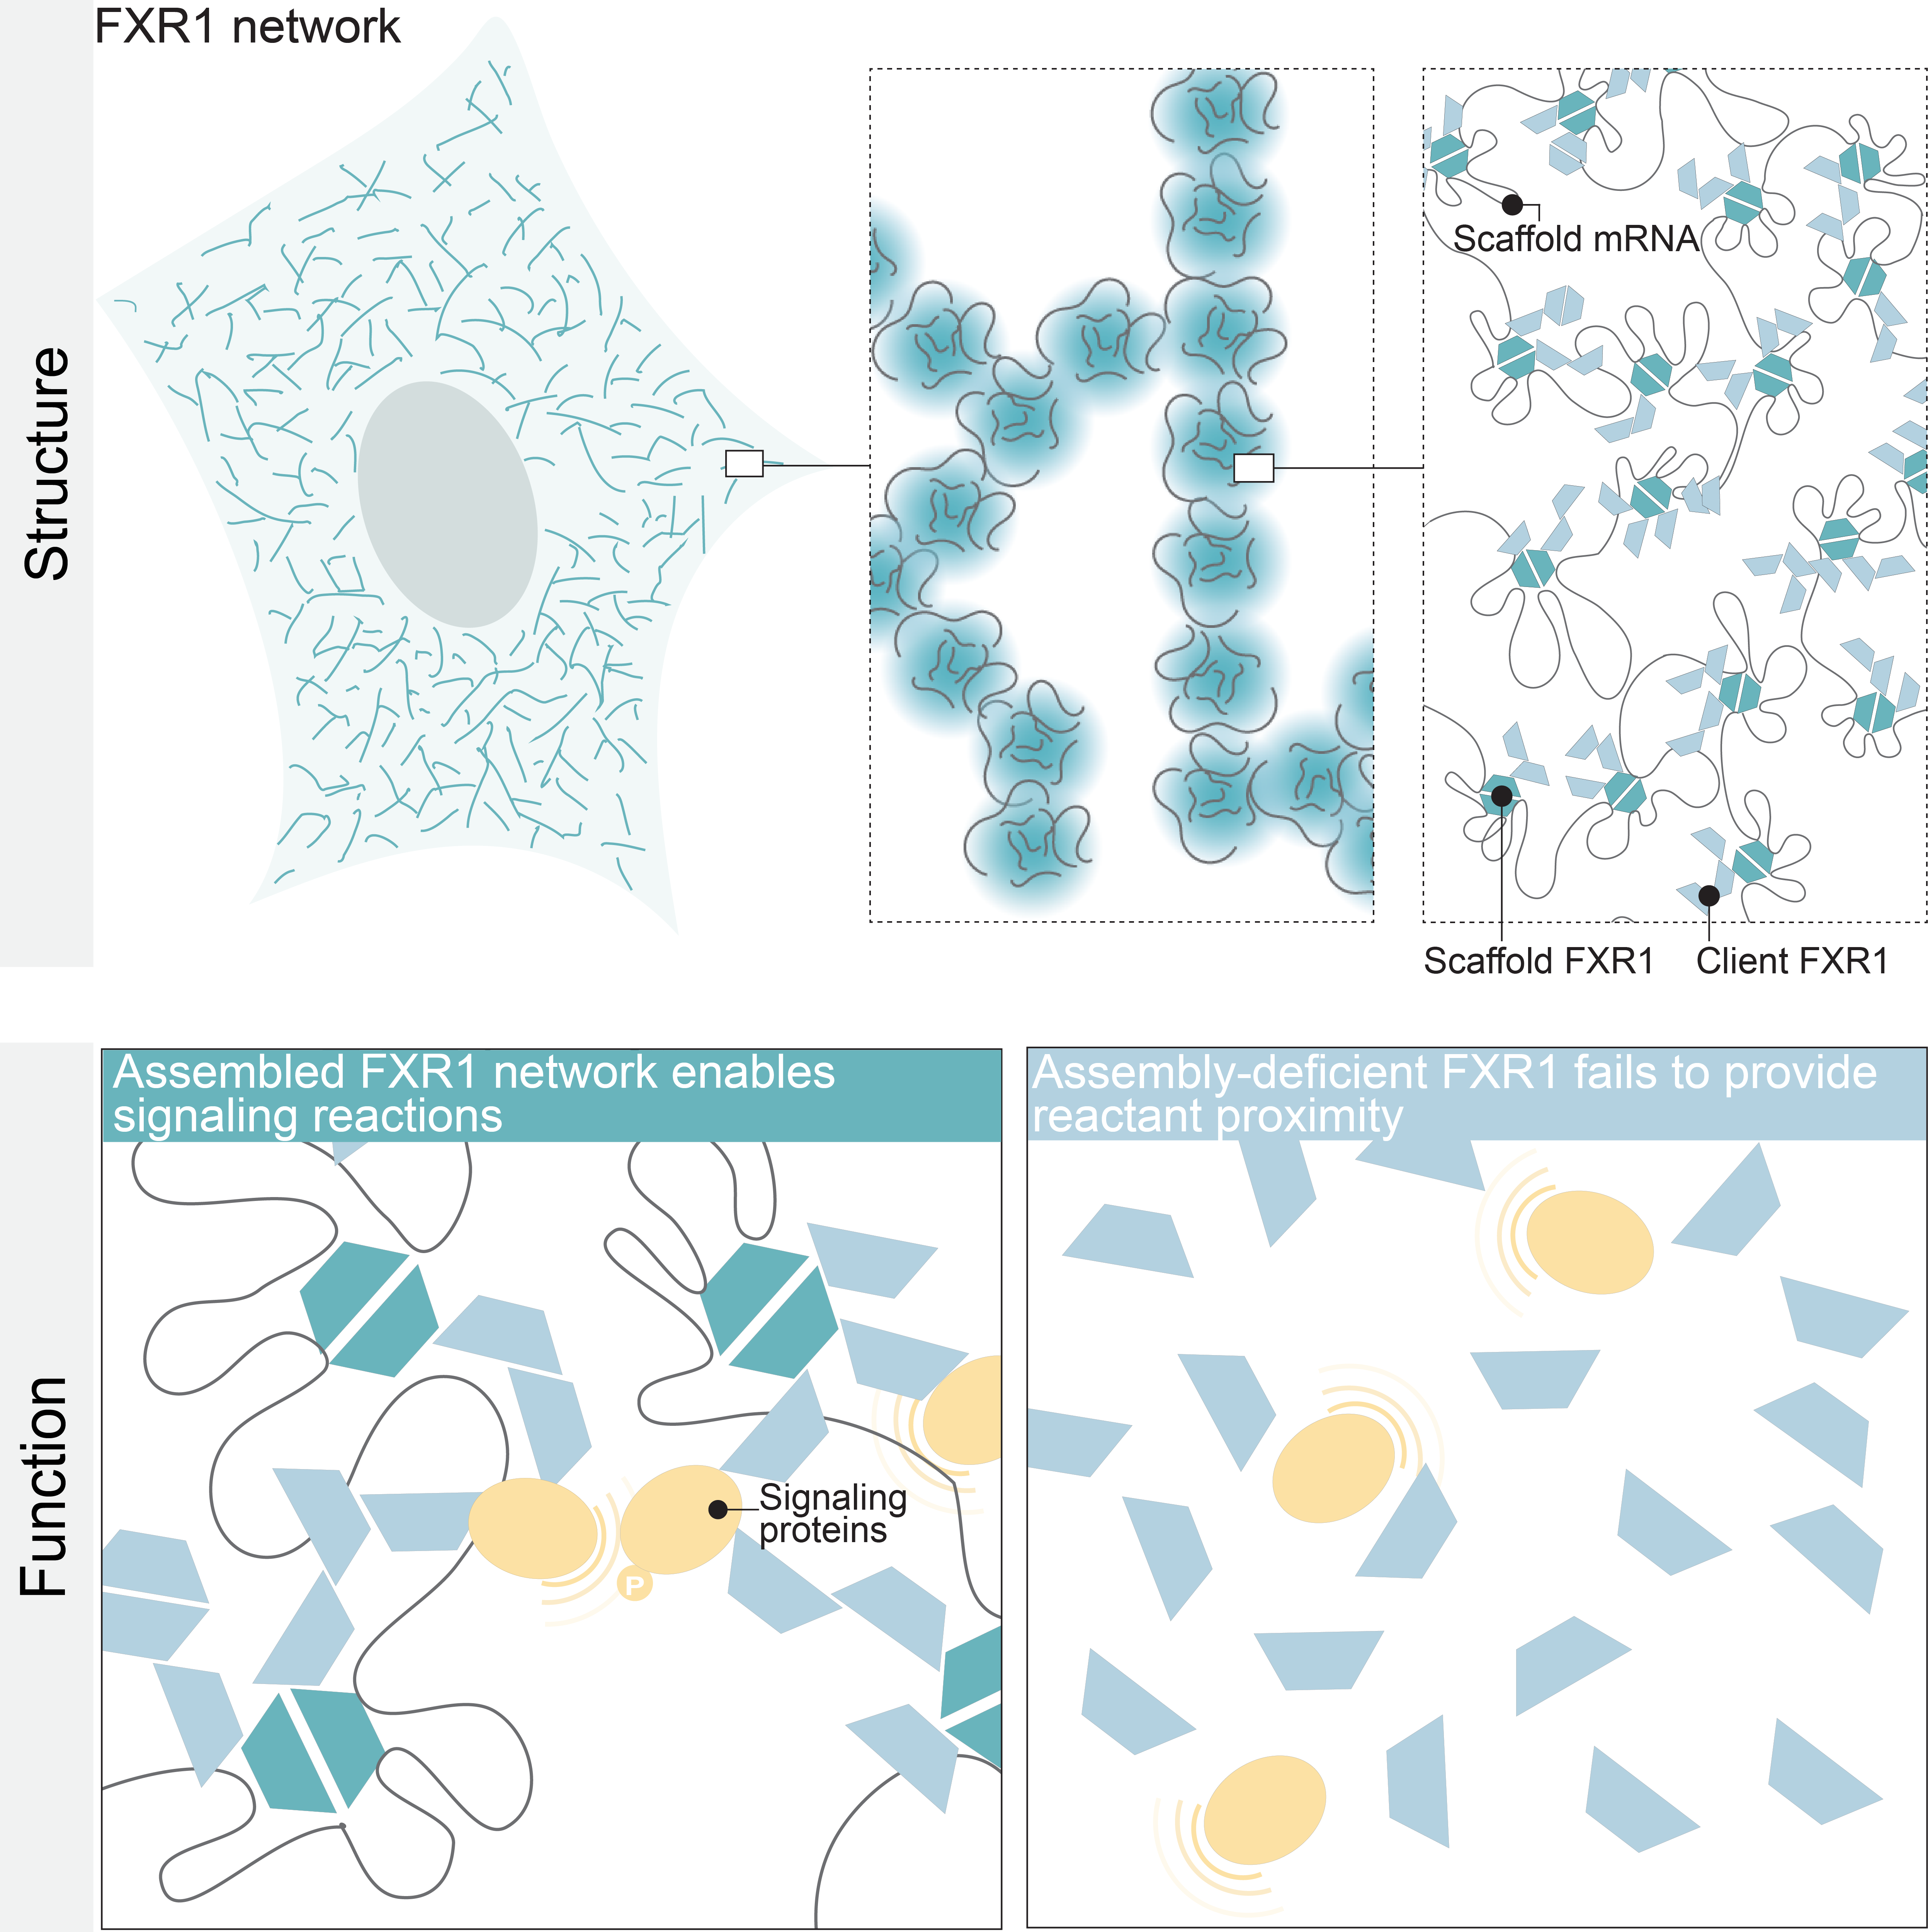 FXR1 network
Structure
Scaffold mRNA
Scaffold FXR1
Client FXR1
Function
Assembled FXR1 network enables
signaling reactions
Signaling
proteins
P
Assembly-deficient FXR1 fails to provide
reactant proximity